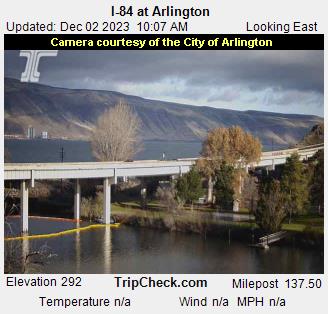 I-84 at Arlington
Updated: Dec 02 2023 10:07 AM Looking East
Camera courtesy of the City of Arlington
Elevation 292 TripCheck.com Milepost 137.50
Temperature n/a Wind n/a MPH n/a